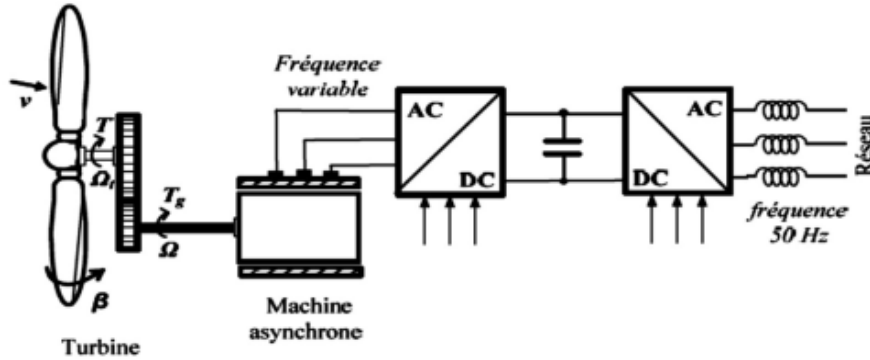 Fréquence
variable
v
T
Ωt
AC
DC
AC
DC
Réseau
Tg
Ω
β
fréquence
50 Hz
Machine
asynchrone
Turbine